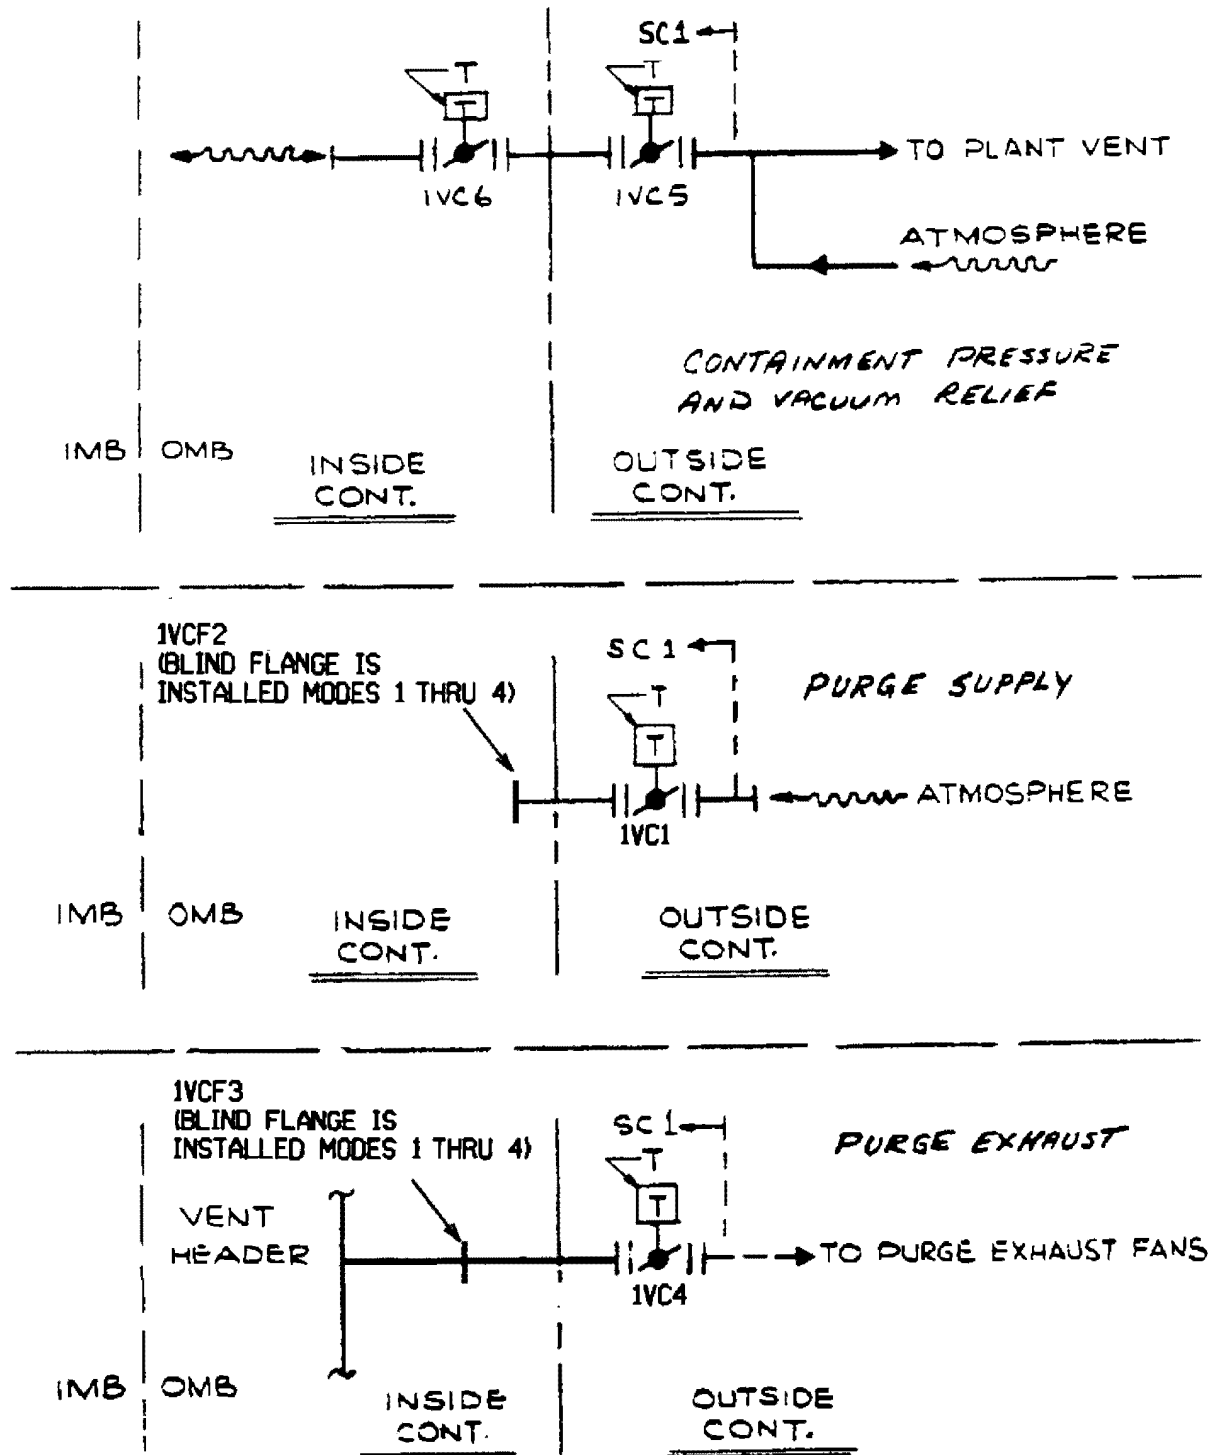 SC1
T T
T T
1VC6 1VC5
TO PLANT VENT
ATMOSPHERE
CONTAINMENT PRESSURE
AND VACUUM RELIEF
IMB OMB
INSIDE
CONT.
OUTSIDE
CONT.
1VCF2
(BLIND FLANGE IS
INSTALLED MODES 1 THRU 4)
SC1
PURGE SUPPLY
T
T
ATMOSPHERE
1VC1
IMB OMB
INSIDE
CONT.
OUTSIDE
CONT.
1VCF3
(BLIND FLANGE IS
INSTALLED MODES 1 THRU 4)
SC1
PURGE EXHAUST
T
T
VENT
HEADER
TO PURGE EXHAUST FANS
1VC4
IMB OMB
INSIDE
CONT.
OUTSIDE
CONT.